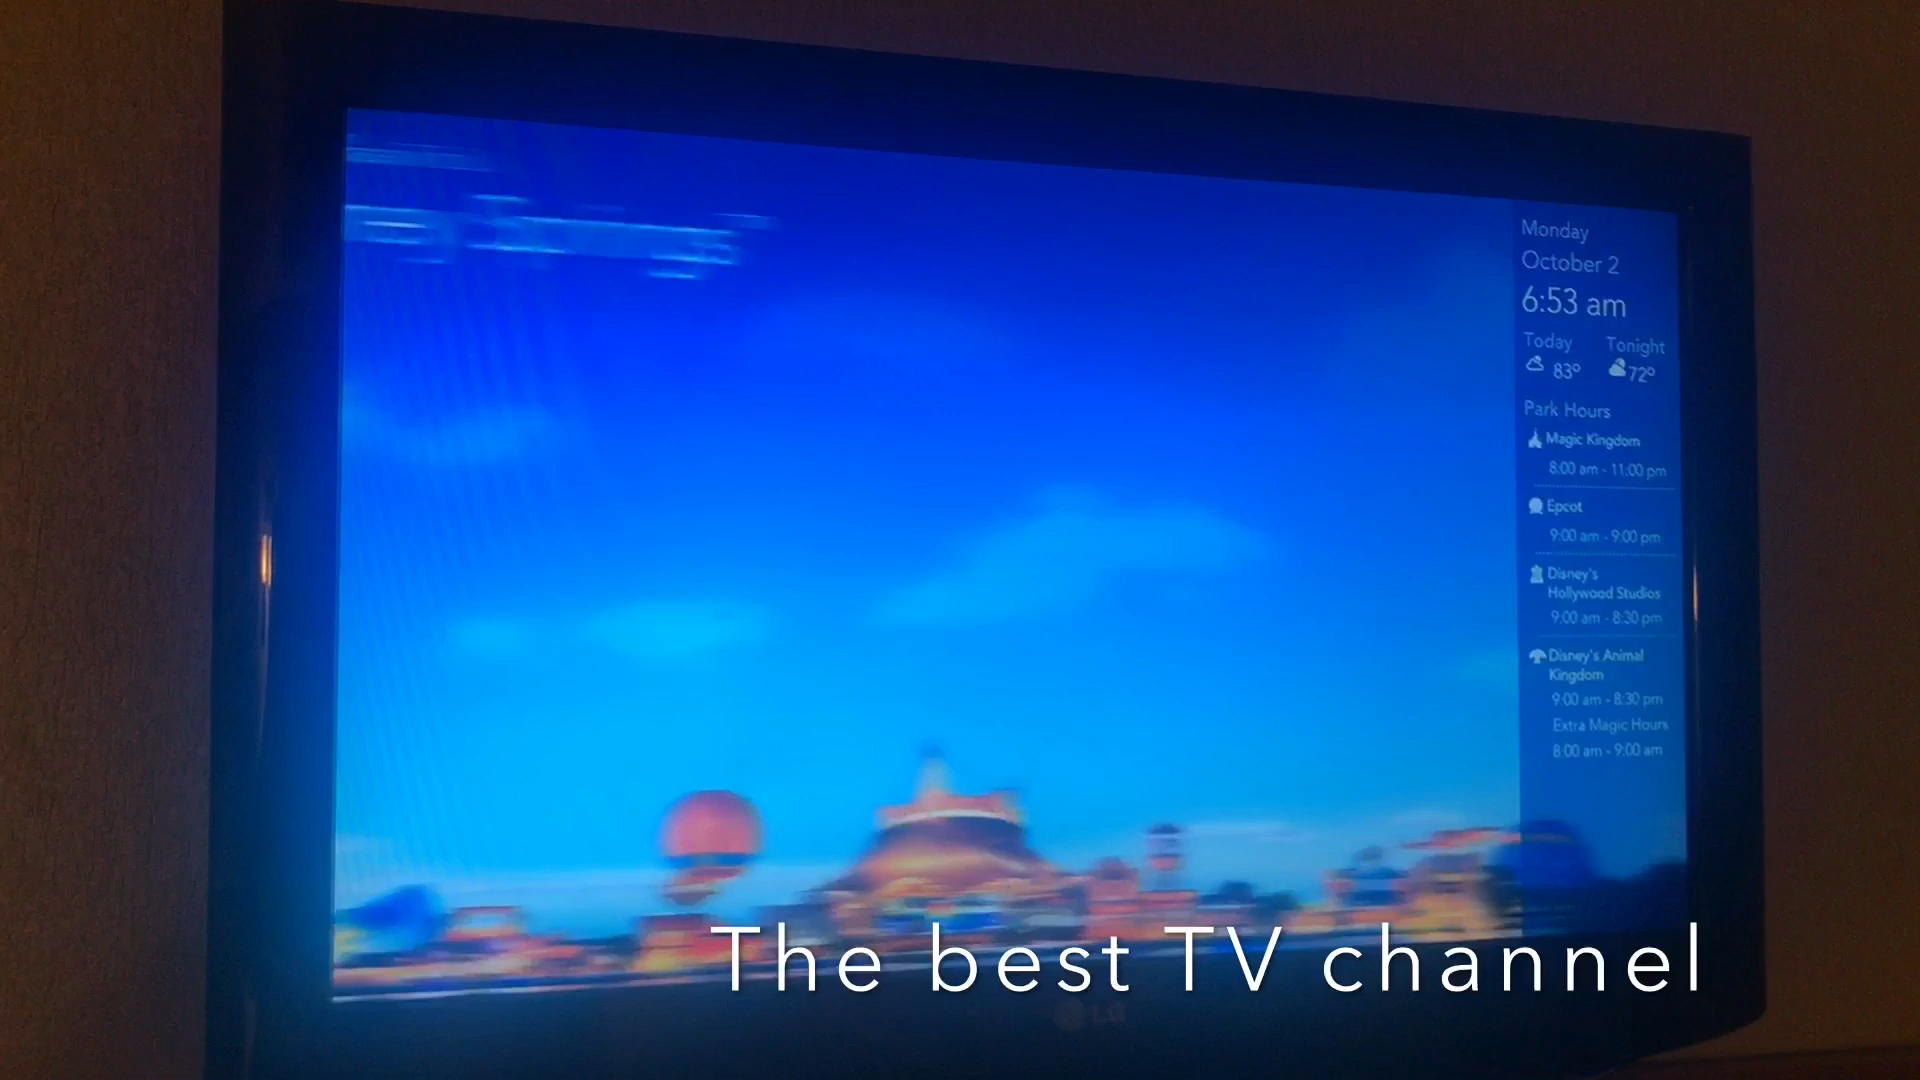 Monday
October 2
6:53 am
Today Tonight
83° 72°
Park Hours
Magic Kingdom
8:00 am - 11:00 pm
Epcot
9:00 am - 9:00 pm
Disney's
Hollywood Studios
9:00 am - 8:30 pm
Disney's Animal
Kingdom
9:00 am - 8:30 pm
Extra Magic Hours
8:00 am - 9:00 am
The best TV channel
LG